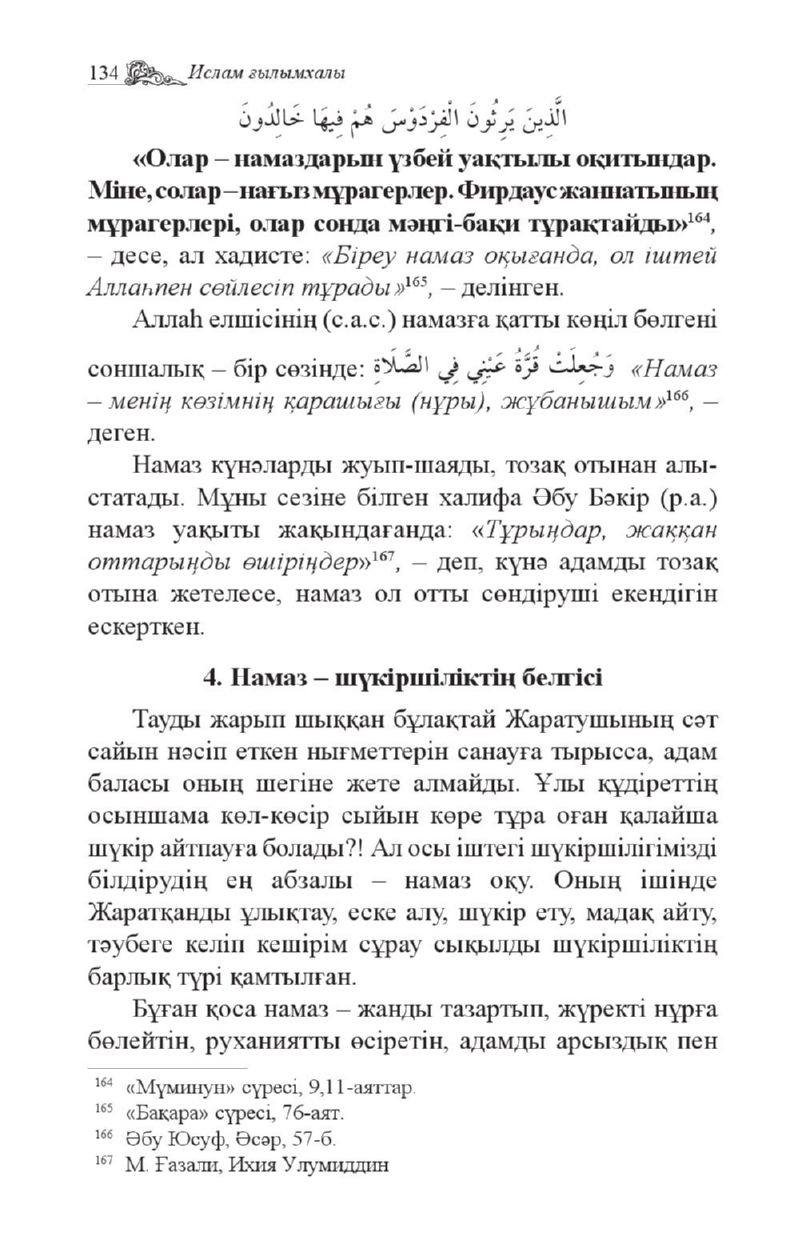 134 Ислам ғылымхалы
الَّذِينَ يَرِثُونَ الْفِرْدَوْسَ هُمْ فِيهَا خَالِدُونَ
«Олар – намаздарын үзбей уақтылы оқитындар.
Міне, солар – нағыз мұрагерлер. Фирдаус жаннатының
мұрагерлері, олар сонда мәңгі-бақи тұрақтайды»164,
– десе, ал хадисте: «Біреу намаз оқығанда, ол іштей
Аллаһпен сөйлесіп тұрады»165, – делінген.
Аллаһ елшісінің (с.а.с.) намазға қатты көңіл бөлгені
соншалық – бір сөзінде: وَجُعِلَتْ قُرَّةُ عَيْنِي فِي الصَّلَاة «Намаз
– менің көзімнің қарашығы (нұры), жұбанышым»166, –
деген.
Намаз күнәларды жуып-шаяды, тозақ отынан алы-
статады. Мұны сезіне білген халифа Әбу Бәкір (р.а.)
намаз уақыты жақындағанда: «Тұрыңдар, жаққан
оттарыңды өшіріңдер»167, – деп, күнә адамды тозақ
отына жетелесе, намаз ол отты сөндіруші екендігін
ескерткен.
4. Намаз – шүкіршіліктің белгісі
Тауды жарып шыққан бұлақтай Жаратушының сәт
сайын нәсіп еткен нығметтерін санауға тырысса, адам
баласы оның шегіне жете алмайды. Ұлы құдіреттің
осыншама көл-көсір сыйын көре тұра оған қалайша
шүкір айтпауға болады?! Ал осы іштегі шүкіршілігімізді
білдірудің ең абзалы – намаз оқу. Оның ішінде
Жаратқанды ұлықтау, еске алу, шүкір ету, мадақ айту,
тәубеге келіп кешірім сұрау сықылды шүкіршіліктің
барлық түрі қамтылған.
Бұған қоса намаз – жанды тазартып, жүректі нұрға
бөлейтін, руханиятты өсіретін, адамды арсыздық пен
164 «Мүминун» сүресі, 9,11-аяттар.
165 «Бақара» сүресі, 76-аят.
166 Әбу Юсуф, Әсәр, 57-б.
167 М. Ғазали, Ихия Улумиддин